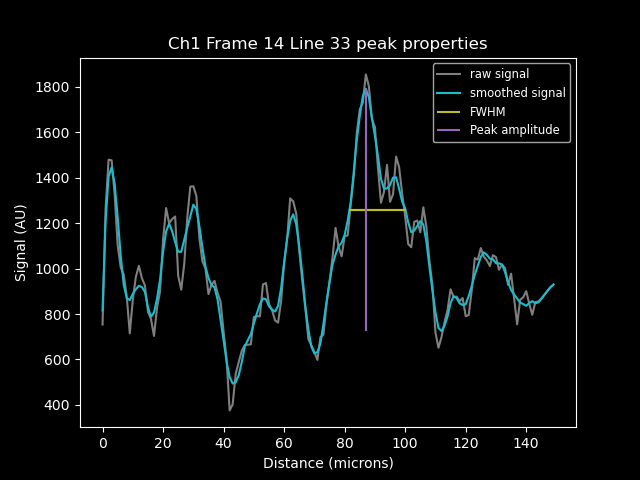 Ch1 Frame 14 Line 33 peak properties
raw signal
smoothed signal
FWHM
Peak amplitude
Signal (AU)
1800
1600
1400
1200
1000
800
600
400
0 20 40 60 80 100 120 140
Distance (microns)